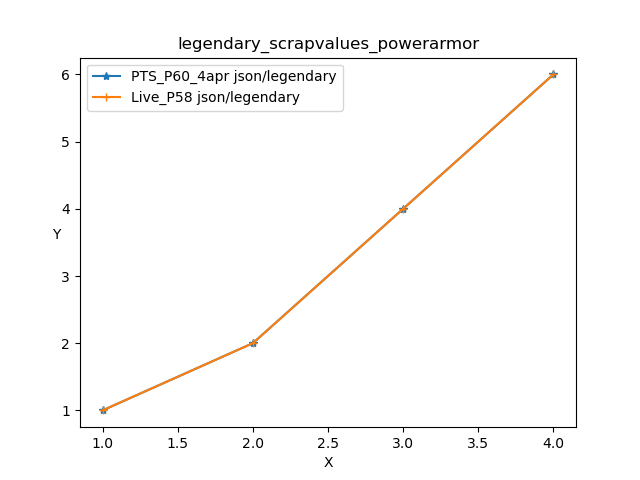 legendary_scrapvalues_powerarmor
PTS_P60_4apr json/legendary
Live_P58 json/legendary
6
5
4
3
2
1
Y
1.0 1.5 2.0 2.5 3.0 3.5 4.0
X